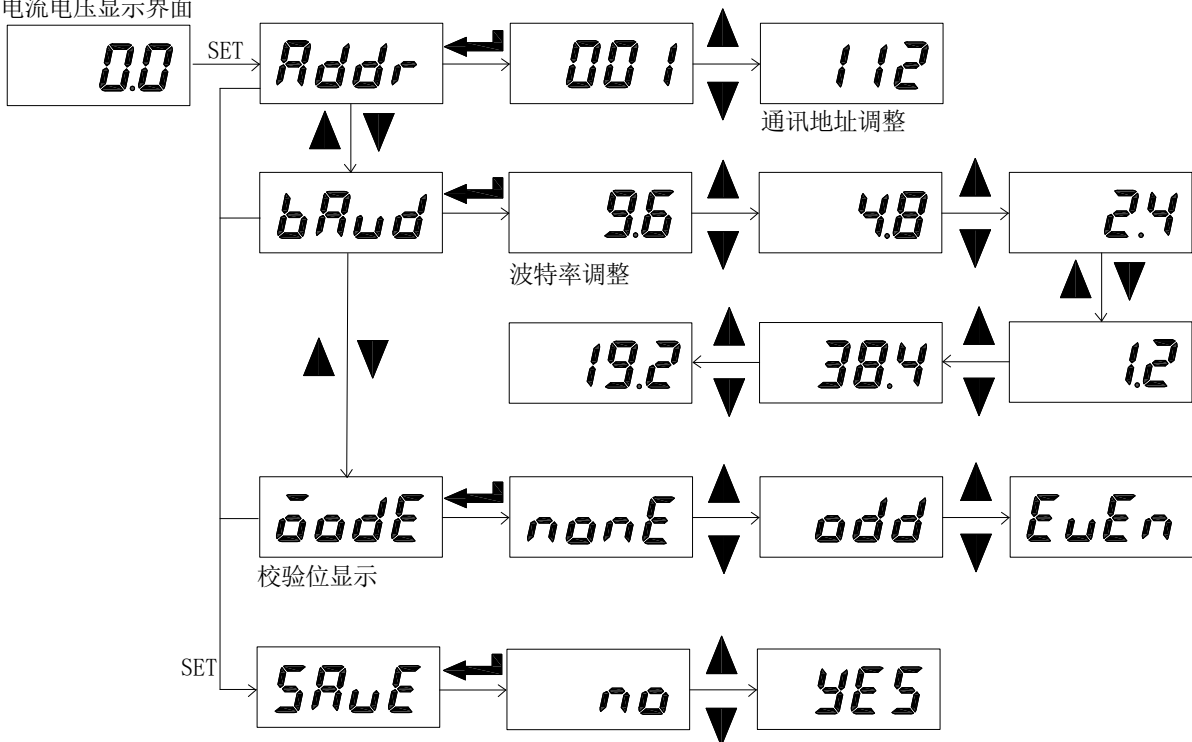 电流电压显示界面
0.0
SET
Addr
001
112
通讯地址调整
bAud
9.6
4.8
2.4
波特率调整
19.2
38.4
1.2
īodE
nonE
odd
EuEn
校验位显示
SET
SAuE
no
YES